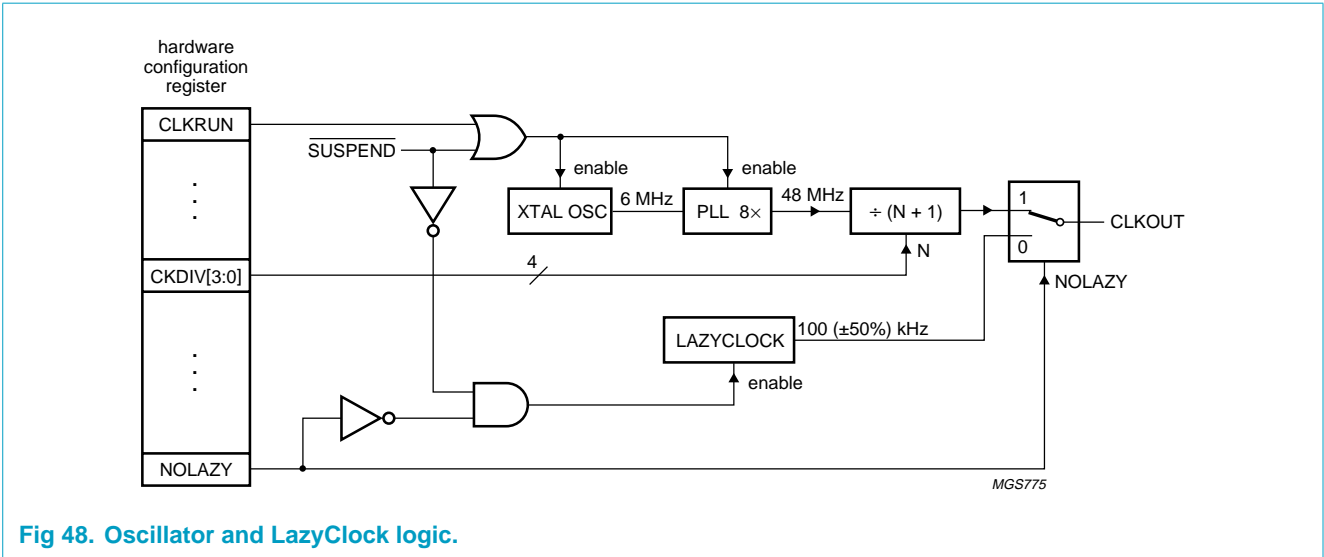 hardware
configuration
register
CLKRUN
SUSPEND
enable
enable
XTAL OSC
6 MHz
PLL 8×
48 MHz
÷ (N + 1)
1
0
CLKOUT
CKDIV[3:0]
4
N
NOLAZY
LAZYCLOCK
100 (±50%) kHz
enable
NOLAZY
MGS775
Fig 48. Oscillator and LazyClock logic.